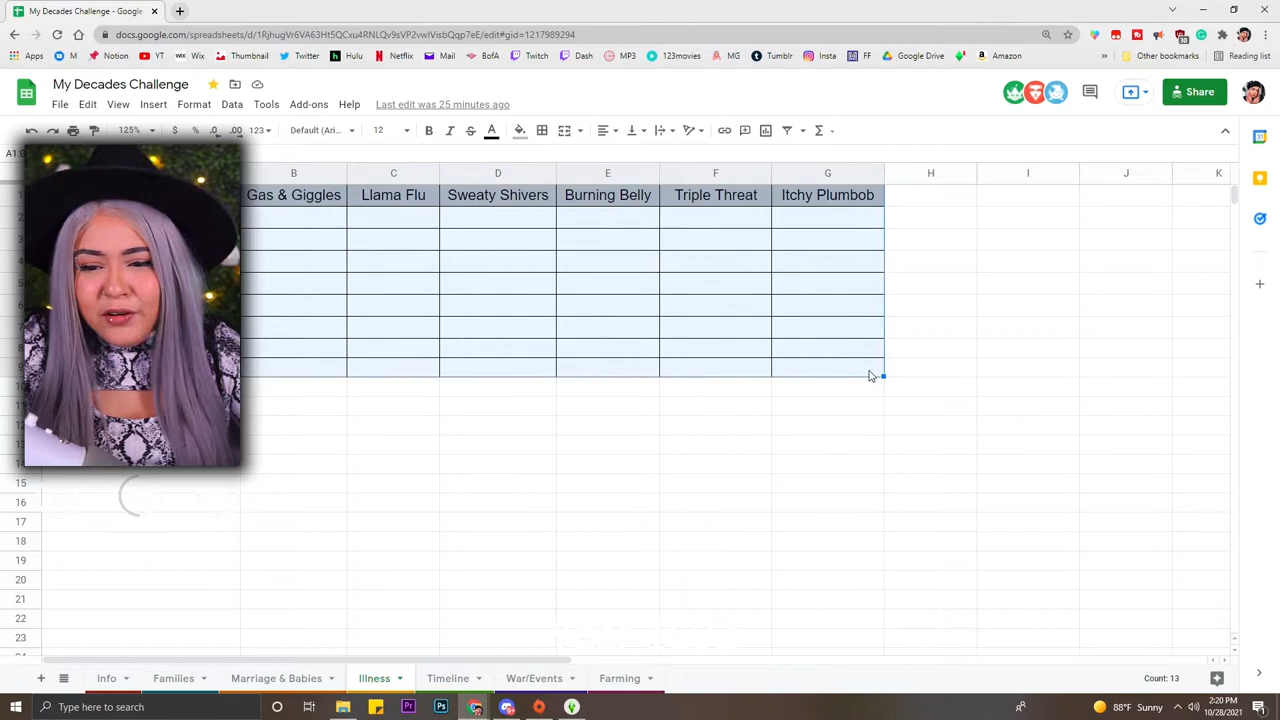 My Decades Challenge - Google
docs.google.com/spreadsheets/d/1RjhugVr6VA63Ht5QCxu4RNLQv9sVP2vwIVisbQqp7eE/edit#gid=1217989294
Apps M Notion YT Wix Thumbnail Twitter Hulu Netflix Mail BofA Twitch Dash MP3 123movies Tumblr Insta FF Google Drive Amazon Other bookmarks Reading list
My Decades Challenge
File Edit View Insert Format Data Tools Add-ons Help Last edit was 25 minutes ago
Share
125% $ % .0 .00 123 Default (Ari... 12 B I S A
B C D E F G H I J K
Gas & Giggles Llama Flu Sweaty Shivers Burning Belly Triple Threat Itchy Plumbob
15
16
17
18
19
20
21
22
23
Info Families Marriage & Babies Illness Timeline War/Events Farming Count: 13
Type here to search 88°F Sunny 2:20 PM
10/28/2021